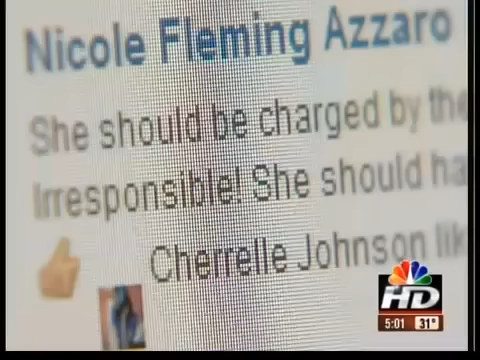 Nicole Fleming Azzaro
She should be charged by the
Irresponsible! She should ha
Cherrelle Johnson lik
HD
5:01 31°